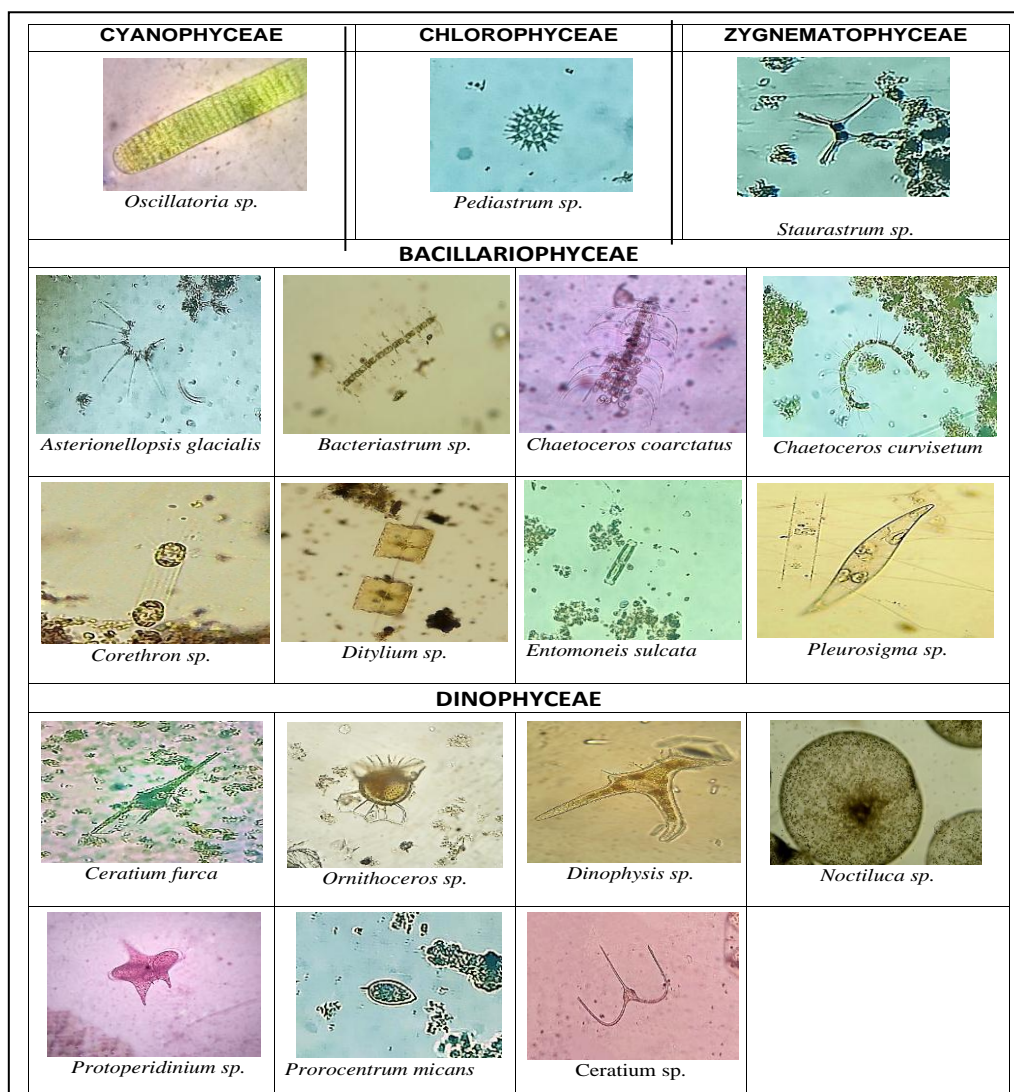 CYANOPHYCEAE CHLOROPHYCEAE ZYGNEMATOPHYCEAE
Oscillatoria sp. Pediastrum sp. Staurastrum sp.
BACILLARIOPHYCEAE
Asterionellopsis glacialis Bacteriastrum sp. Chaetoceros coarctatus Chaetoceros curvisetum
Corethron sp. Ditylium sp. Entomoneis sulcata Pleurosigma sp.
DINOPHYCEAE
Ceratium furca Ornithoceros sp. Dinophysis sp. Noctiluca sp.
Protoperidinium sp. Prorocentrum micans Ceratium sp.